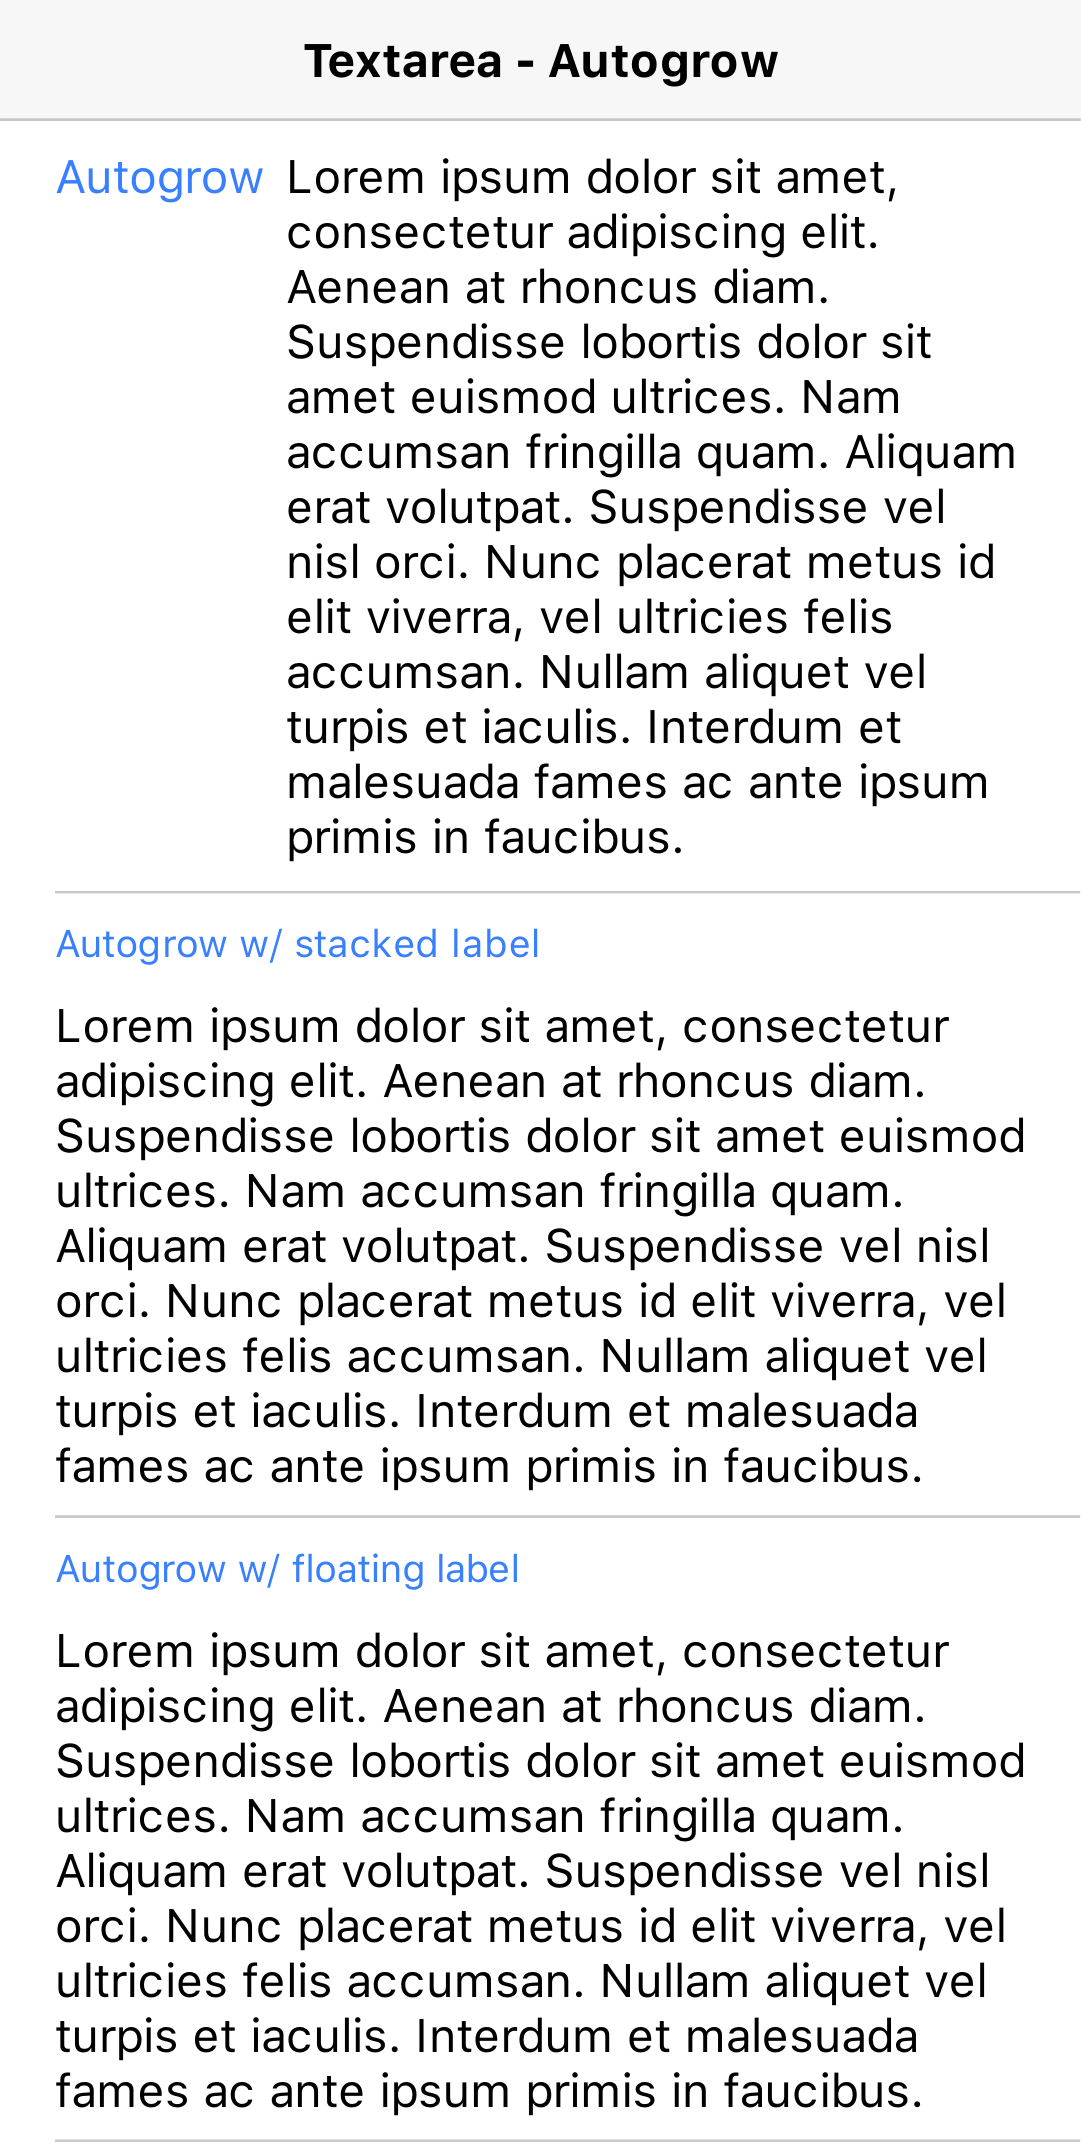 Textarea - Autogrow
Autogrow Lorem ipsum dolor sit amet,
consectetur adipiscing elit.
Aenean at rhoncus diam.
Suspendisse lobortis dolor sit
amet euismod ultrices. Nam
accumsan fringilla quam. Aliquam
erat volutpat. Suspendisse vel
nisl orci. Nunc placerat metus id
elit viverra, vel ultricies felis
accumsan. Nullam aliquet vel
turpis et iaculis. Interdum et
malesuada fames ac ante ipsum
primis in faucibus.
Autogrow w/ stacked label
Lorem ipsum dolor sit amet, consectetur
adipiscing elit. Aenean at rhoncus diam.
Suspendisse lobortis dolor sit amet euismod
ultrices. Nam accumsan fringilla quam.
Aliquam erat volutpat. Suspendisse vel nisl
orci. Nunc placerat metus id elit viverra, vel
ultricies felis accumsan. Nullam aliquet vel
turpis et iaculis. Interdum et malesuada
fames ac ante ipsum primis in faucibus.
Autogrow w/ floating label
Lorem ipsum dolor sit amet, consectetur
adipiscing elit. Aenean at rhoncus diam.
Suspendisse lobortis dolor sit amet euismod
ultrices. Nam accumsan fringilla quam.
Aliquam erat volutpat. Suspendisse vel nisl
orci. Nunc placerat metus id elit viverra, vel
ultricies felis accumsan. Nullam aliquet vel
turpis et iaculis. Interdum et malesuada
fames ac ante ipsum primis in faucibus.